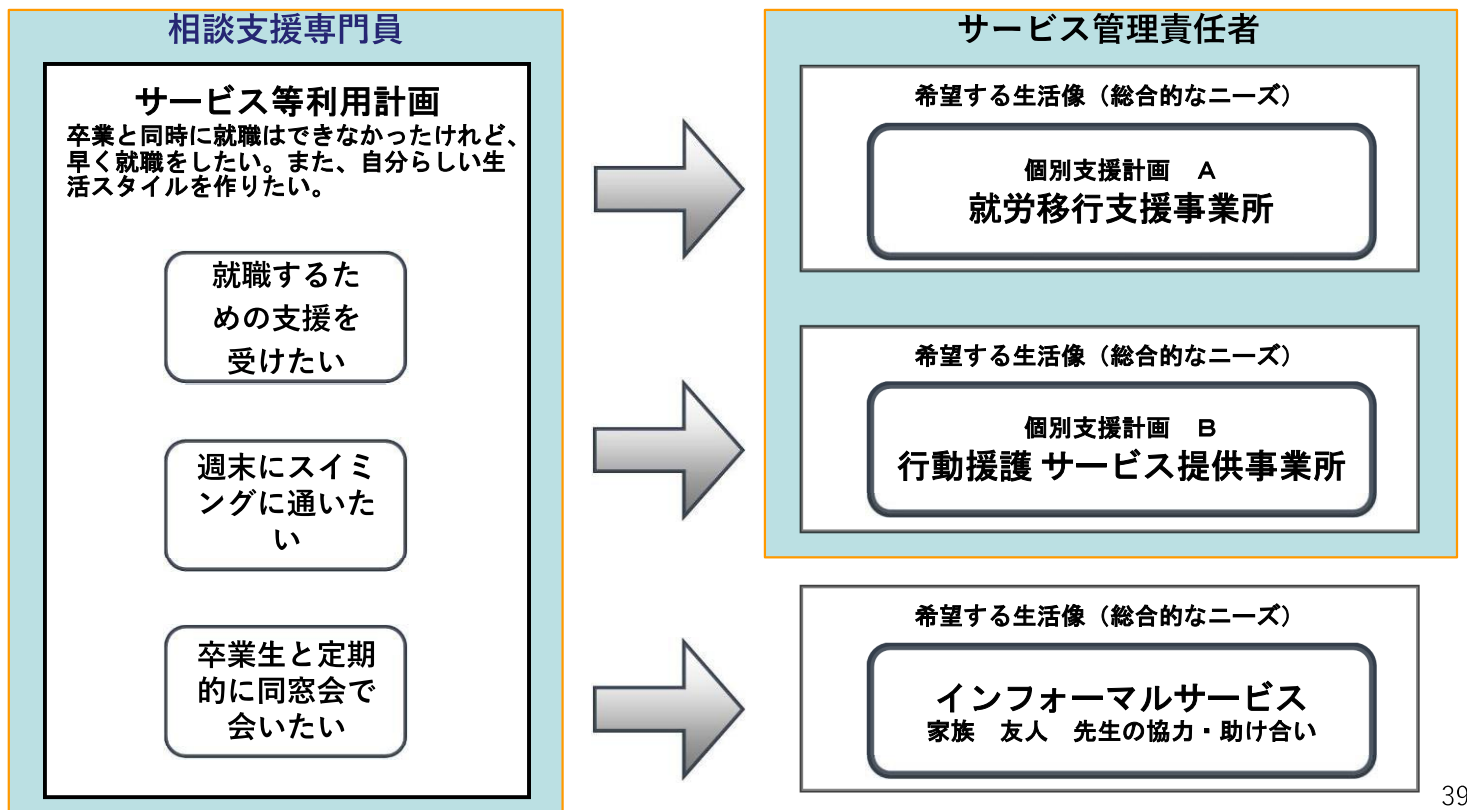 相談支援専門員
サービス等利用計画
卒業と同時に就職はできなかったけれど、
早く就職をしたい。また、自分らしい生
活スタイルを作りたい。
就職するた
めの支援を
受けたい
週末にスイミ
ングに通いた
い
卒業生と定期
的に同窓会で
会いたい
サービス管理責任者
希望する生活像（総合的なニーズ）
個別支援計画　Ａ
就労移行支援事業所
希望する生活像（総合的なニーズ）
個別支援計画　Ｂ
行動援護 サービス提供事業所
希望する生活像（総合的なニーズ）
インフォーマルサービス
家族　友人　先生の協力・助け合い
39